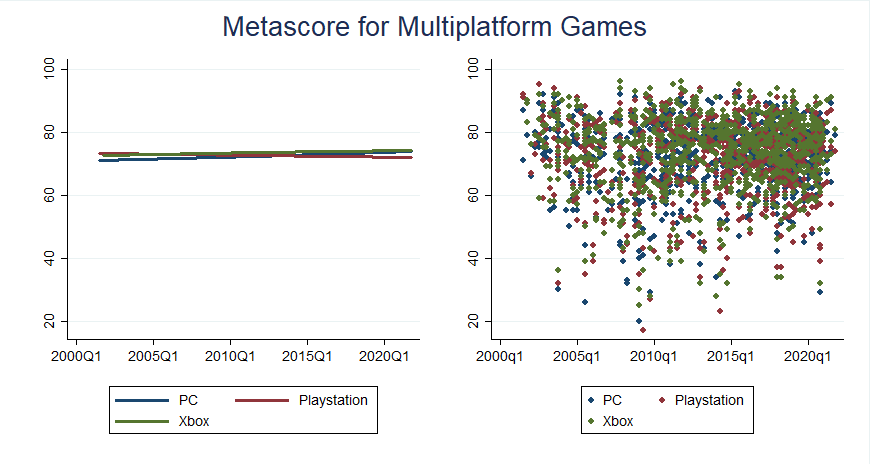 Metascore for Multiplatform Games
100
80
60
40
20
2000Q1 2005Q1 2010Q1 2015Q1 2020Q1
PC Playstation
Xbox
100
80
60
40
20
2000q1 2005q1 2010q1 2015q1 2020q1
PC Playstation
Xbox